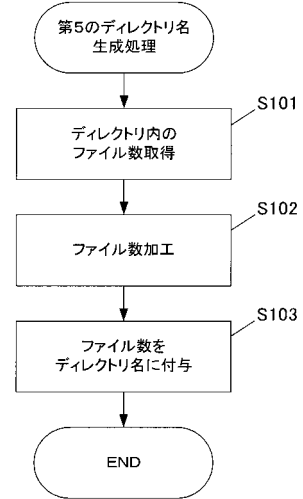 第5のディレクトリ名
生成処理
S101
ディレクトリ内の
ファイル数取得
S102
ファイル数加工
S103
ファイル数を
ディレクトリ名に付与
END